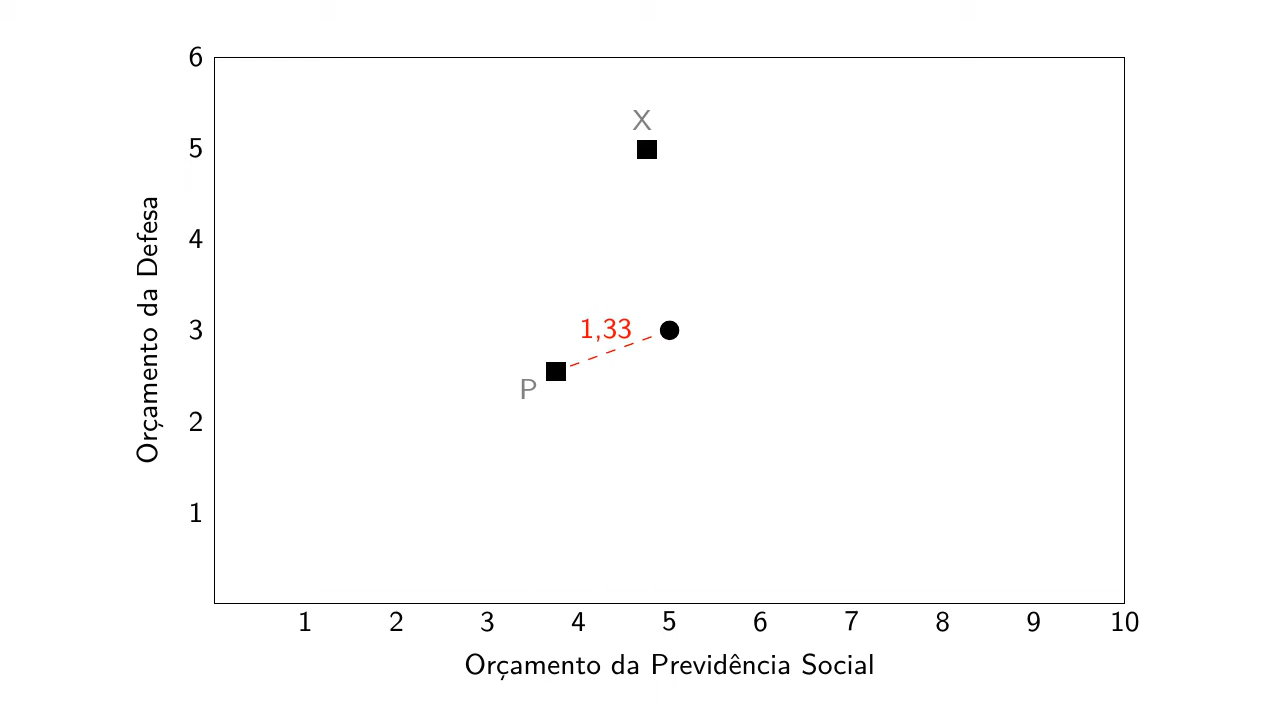 6
X
5
4
1,33
3
P
2
1
1 2 3 4 5 6 7 8 9 10
Orçamento da Defesa
Orçamento da Previdência Social